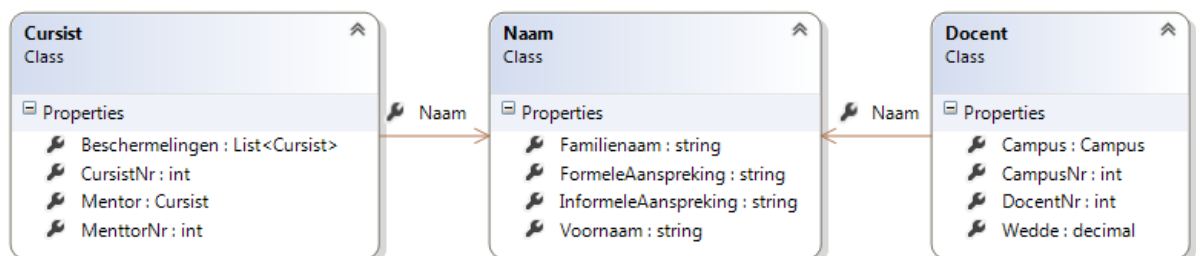 Cursist
Class
Properties
Beschermelingen : List<Cursist>
CursistNr : int
Mentor : Cursist
MenttorNr : int
Naam
Naam
Class
Properties
Familienaam : string
FormeleAanspreking : string
InformeleAanspreking : string
Voornaam : string
Naam
Docent
Class
Properties
Campus : Campus
CampusNr : int
DocentNr : int
Wedde : decimal